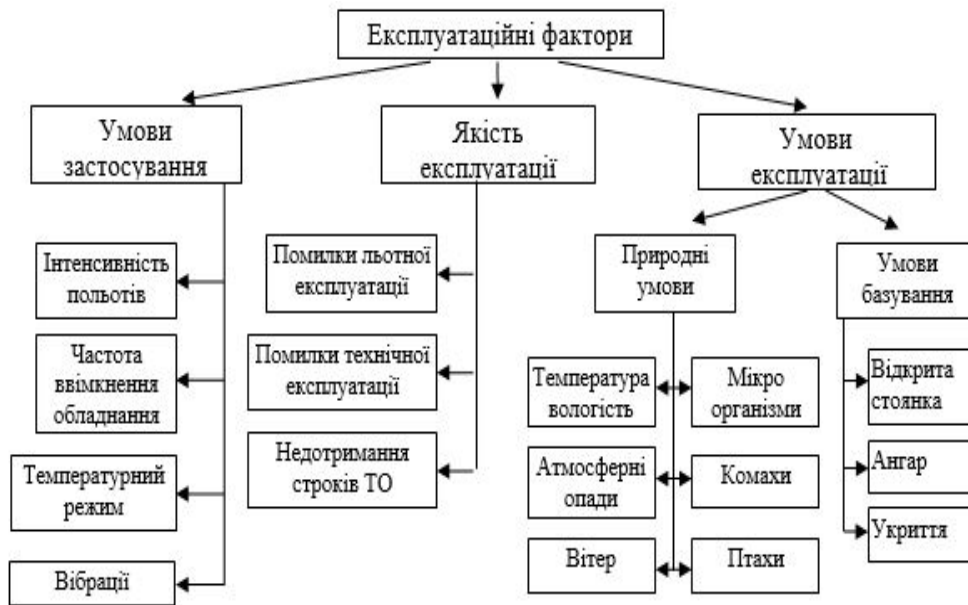 Експлуатаційні фактори
Умови
застосування
Якість
експлуатації
Умови
експлуатації
Інтенсивність
польотів
Частота
ввімкнення
обладнання
Температурний
режим
Вібрації
Помилки льотної
експлуатації
Помилки технічної
експлуатації
Недотримання
строків ТО
Природні
умови
Температура
вологість
Атмосферні
опади
Вітер
Мікро
організми
Комахи
Птахи
Умови
базування
Відкрита
стоянка
Ангар
Укриття